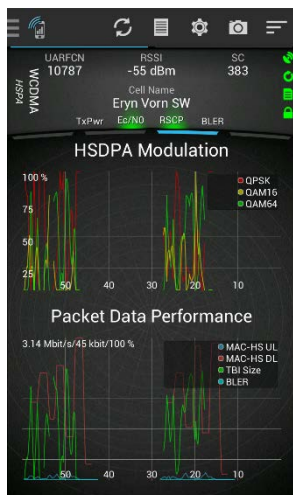 UARFCN RSSI SC
10787 -55 dBm 383
HSPA WCDMA
Cell Name
Eryn Vorn SW
TxPwr Ec/N0 RSCP BLER
HSDPA Modulation
100 %
75
50
25
QPSK
QAM16
QAM64
50 40 30 20 10
Packet Data Performance
3.14 Mbit/s/45 kbit/100 %
MAC-HS UL
MAC-HS DL
TBI Size
BLER
50 40 30 20 10